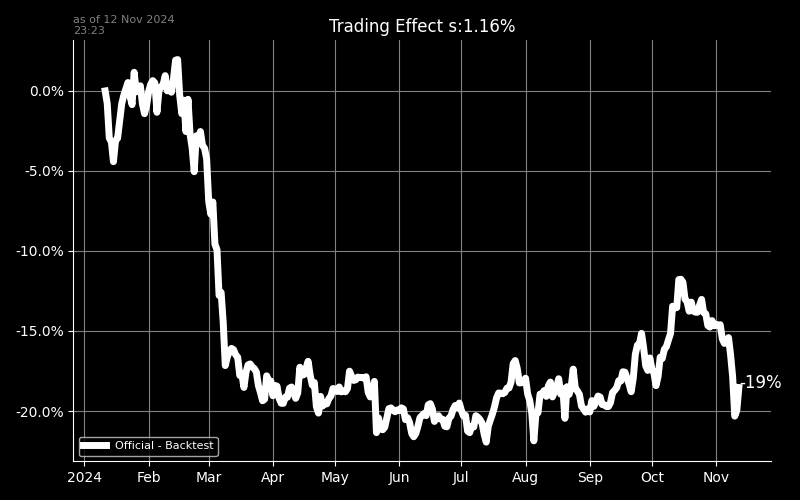 as of 12 Nov 2024
23:23
Trading Effect s:1.16%
0.0%
-5.0%
-10.0%
-15.0%
-20.0%
-19%
Official - Backtest
2024 Feb Mar Apr May Jun Jul Aug Sep Oct Nov